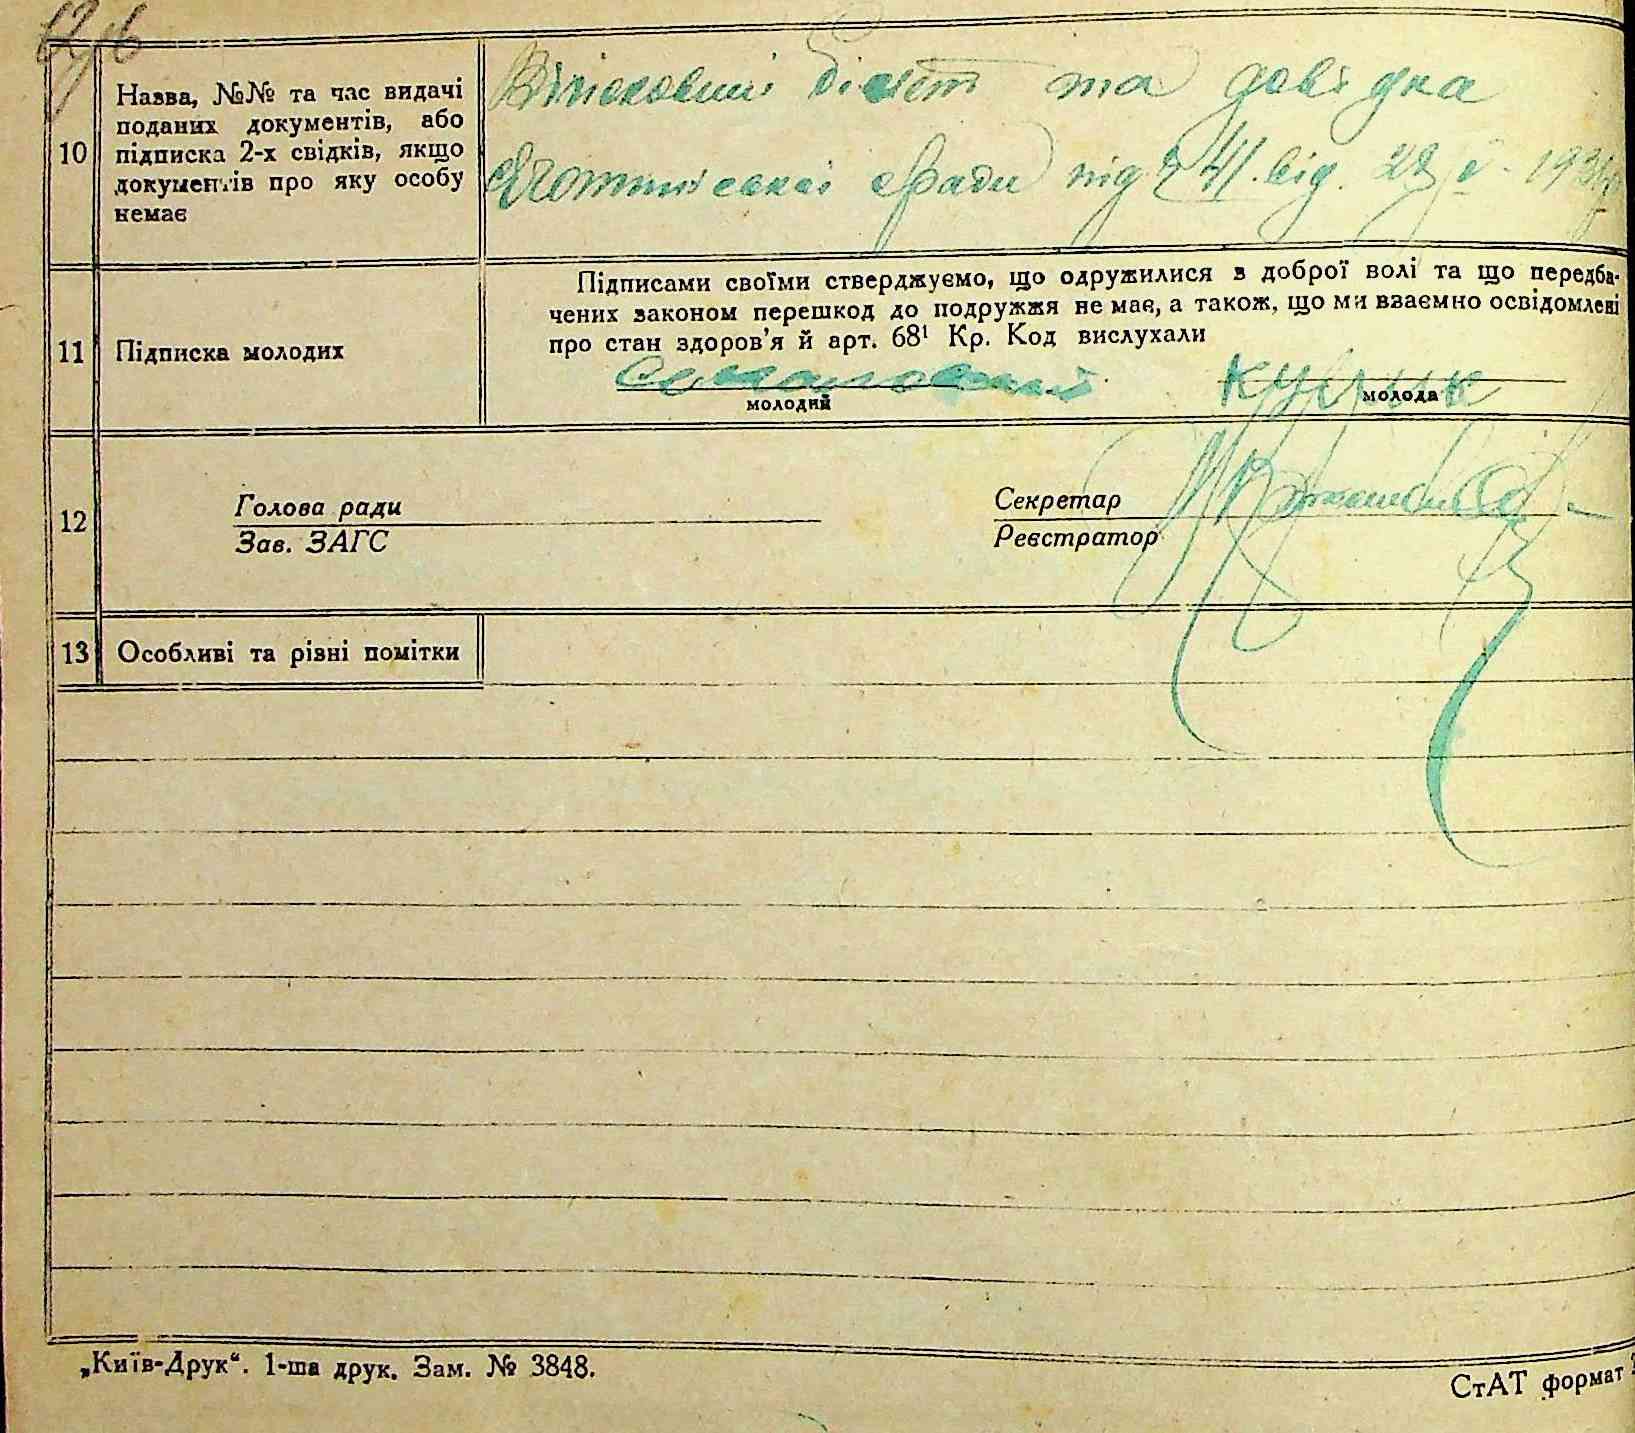 10 Назва, №№ та час видачі
поданих документів, або
підписка 2-х свідків, якщо
документів про яку особу
немає
білєт та довідка
ради під № 41 від 1934
11 Підписка молодих
Підписами своїми стверджуємо, що одружилися з доброї волі та що передба-
чених законом перешкод до подружжя не має, а також, що ми взаємно освідомлені
про стан здоров'я й арт. 68¹ Кр. Код вислухали
молодий
молода
12 Голова ради
Зав. ЗАГС
Секретар
Реєстратор
13 Особливі та різні помітки
„Київ-Друк“. 1-ша друк. Зам. № 3848.
СтАТ формат